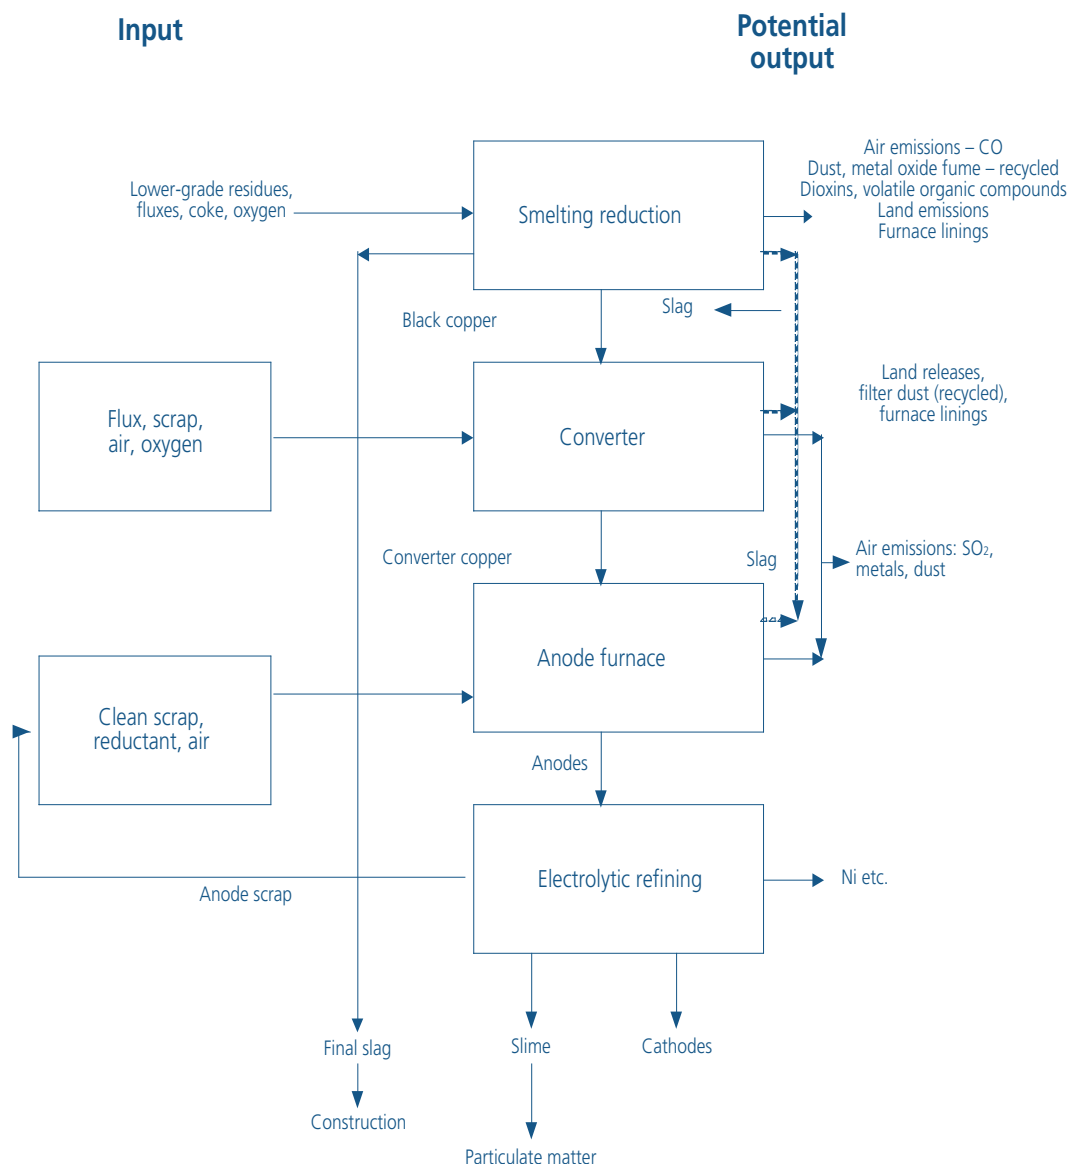 Input
Potential
output
Air emissions – CO
Dust, metal oxide fume – recycled
Dioxins, volatile organic compounds
Land emissions
Furnace linings
Lower-grade residues,
fluxes, coke, oxygen
Smelting reduction
Black copper
Slag
Flux, scrap,
air, oxygen
Converter
Land releases,
filter dust (recycled),
furnace linings
Converter copper
Slag
Air emissions: SO₂,
metals, dust
Anode furnace
Clean scrap,
reductant, air
Anodes
Electrolytic refining
Ni etc.
Anode scrap
Final slag
Slime
Cathodes
Construction
Particulate matter